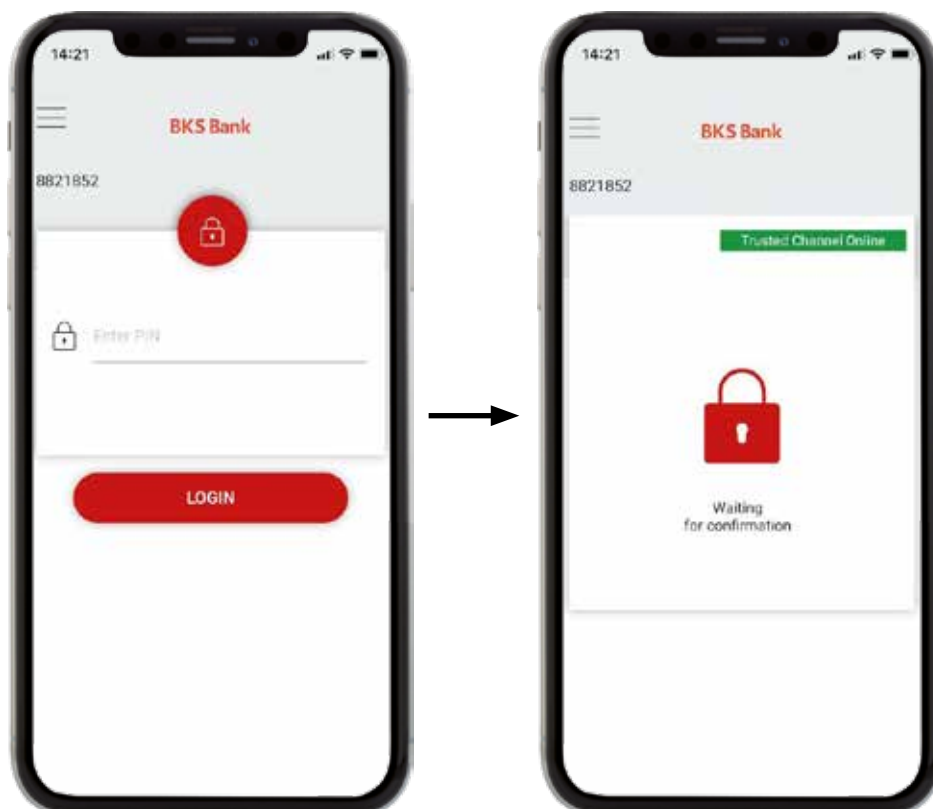 14:21
BKS Bank
8821852
Enter PIN
LOGIN
14:21
BKS Bank
8821852
Trusted Channel Online
Waiting
for confirmation